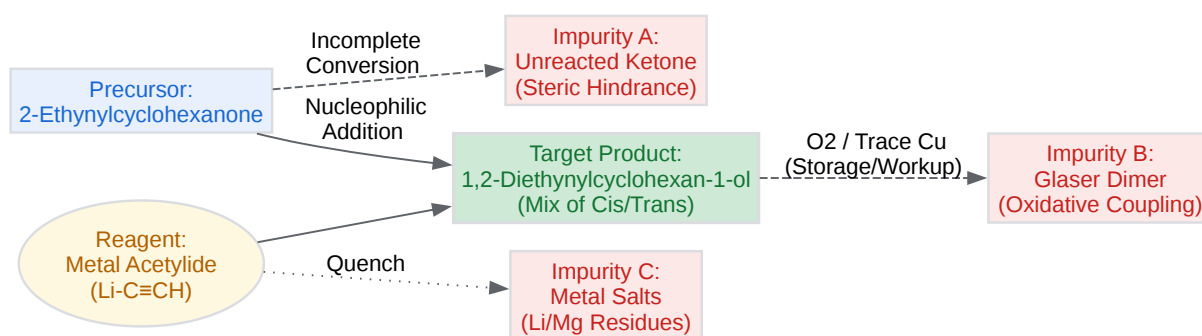 Incomplete
Conversion
Impurity A:
Unreacted Ketone
(Steric Hindrance)
Precursor:
2-Ethynylcyclohexanone
Nucleophilic
Addition
Target Product:
1,2-Diethynylcyclohexan-1-ol
(Mix of Cis/Trans)
O2 / Trace Cu
(Storage/Workup)
Impurity B:
Glaser Dimer
(Oxidative Coupling)
Reagent:
Metal Acetylide
(Li-C≡CH)
Quench
Impurity C:
Metal Salts
(Li/Mg Residues)